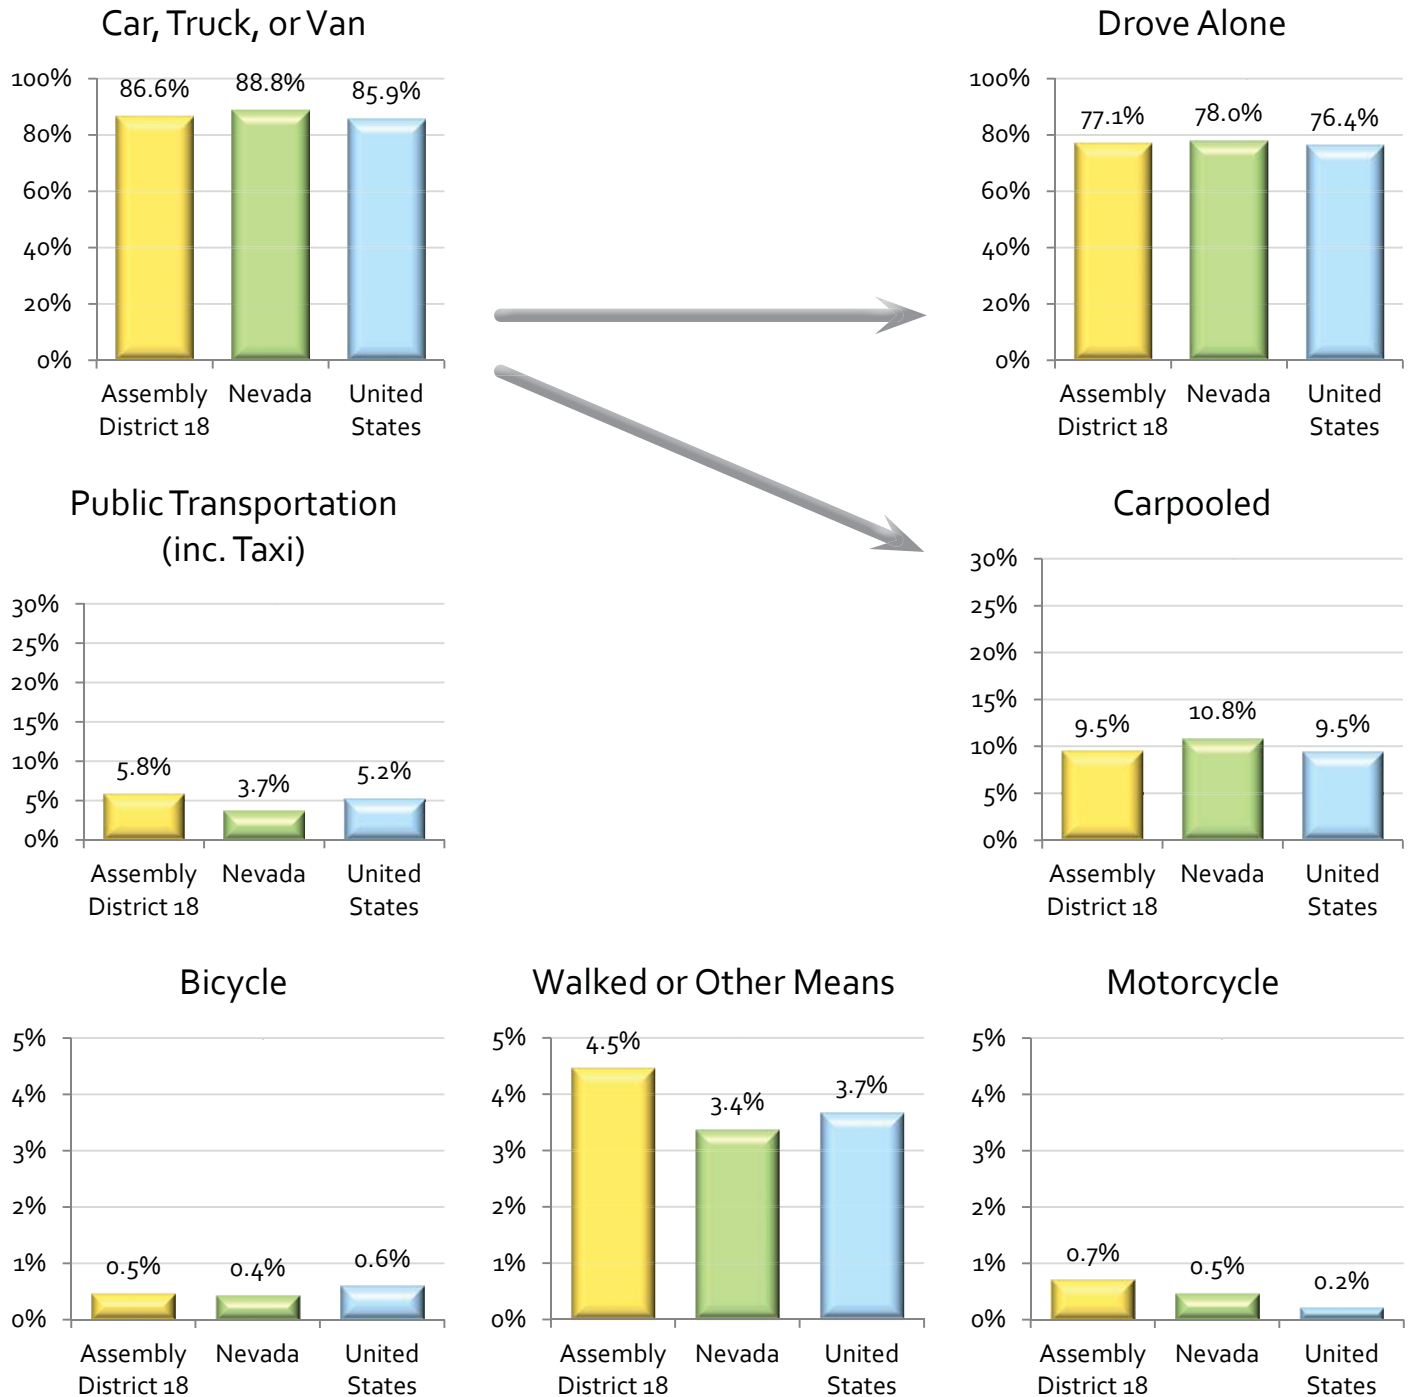 Car, Truck, or Van
100%
80%
60%
40%
20%
0%
86.6%
88.8%
85.9%
Assembly
District 18
Nevada
United
States
Drove Alone
100%
80%
60%
40%
20%
0%
77.1%
78.0%
76.4%
Assembly
District 18
Nevada
United
States
Public Transportation
(inc. Taxi)
30%
25%
20%
15%
10%
5%
0%
5.8%
3.7%
5.2%
Assembly
District 18
Nevada
United
States
Carpooled
30%
25%
20%
15%
10%
5%
0%
9.5%
10.8%
9.5%
Assembly
District 18
Nevada
United
States
Bicycle
5%
4%
3%
2%
1%
0%
0.5%
0.4%
0.6%
Assembly
District 18
Nevada
United
States
Walked or Other Means
5%
4%
3%
2%
1%
0%
4.5%
3.4%
3.7%
Assembly
District 18
Nevada
United
States
Motorcycle
5%
4%
3%
2%
1%
0%
0.7%
0.5%
0.2%
Assembly
District 18
Nevada
United
States